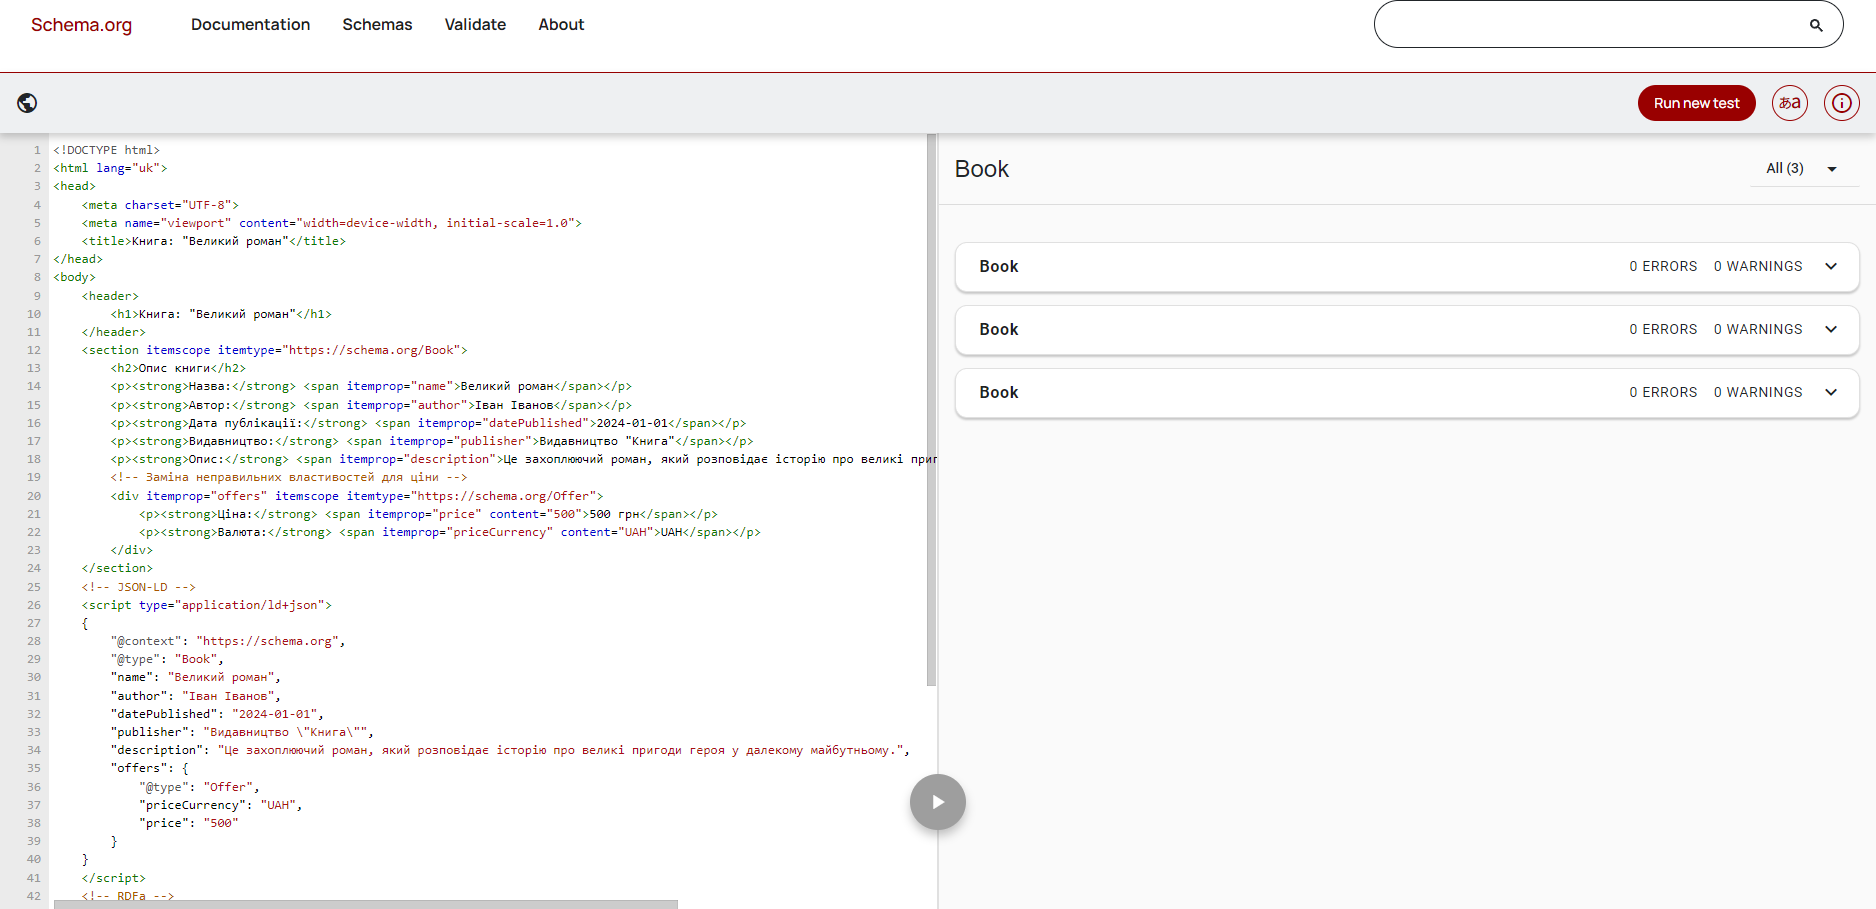 Schema.org Documentation Schemas Validate About
Run new test あa
1 <!DOCTYPE html>
2 <html lang="uk">
3 <head>
4 <meta charset="UTF-8">
5 <meta name="viewport" content="width=device-width, initial-scale=1.0">
6 <title>Книга: "Великий роман"</title>
7 </head>
8 <body>
9 <header>
10 <h1>Книга: "Великий роман"</h1>
11 </header>
12 <section itemscope itemtype="https://schema.org/Book">
13 <h2>Опис книги</h2>
14 <p><strong>Назва:</strong> <span itemprop="name">Великий роман</span></p>
15 <p><strong>Автор:</strong> <span itemprop="author">Іван Іванов</span></p>
16 <p><strong>Дата публікації:</strong> <span itemprop="datePublished">2024-01-01</span></p>
17 <p><strong>Видавництво:</strong> <span itemprop="publisher">Видавництво "Книга"</span></p>
18 <p><strong>Опис:</strong> <span itemprop="description">Це захоплюючий роман, який розповідає історію про великі приг
19 <!-- Заміна неправильних властивостей для ціни -->
20 <div itemprop="offers" itemscope itemtype="https://schema.org/Offer">
21 <p><strong>Ціна:</strong> <span itemprop="price" content="500">500 грн</span></p>
22 <p><strong>Валюта:</strong> <span itemprop="priceCurrency" content="UAH">UAH</span></p>
23 </div>
24 </section>
25 <!-- JSON-LD -->
26 <script type="application/ld+json">
27 {
28 "@context": "https://schema.org",
29 "@type": "Book",
30 "name": "Великий роман",
31 "author": "Іван Іванов",
32 "datePublished": "2024-01-01",
33 "publisher": "Видавництво \"Книга\"",
34 "description": "Це захоплюючий роман, який розповідає історію про великі пригоди героя у далекому майбутньому.",
35 "offers": {
36 "@type": "Offer",
37 "priceCurrency": "UAH",
38 "price": "500"
39 }
40 }
41 </script>
42 <!-- RDFa -->
Book All (3)
Book 0 ERRORS 0 WARNINGS
Book 0 ERRORS 0 WARNINGS
Book 0 ERRORS 0 WARNINGS